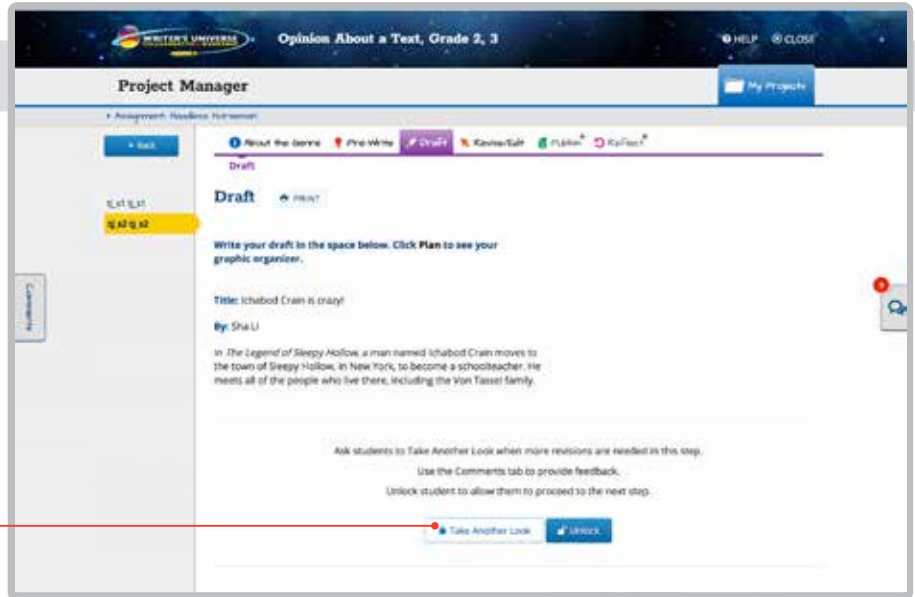 WRITER'S UNIVERSE
Opinion About a Text, Grade 2, 3
HELP CLOSE
Project Manager
My Projects
Assignment: Headless Horseman
Back
About the Genre Pre-Write Draft Revise/Edit Publish Reflect
Draft
Draft PRINT
Write your draft in the space below. Click Plan to see your
graphic organizer.
Title: Ichabod Crain is crazy!
By: Sha Li
In The Legend of Sleepy Hollow, a man named Ichabod Crain moves to
the town of Sleepy Hollow, in New York, to become a schoolteacher. He
meets all of the people who live there, including the Von Tassel family.
Comments
Ask students to Take Another Look when more revisions are needed in this step.
Use the Comments tab to provide feedback.
Unlock student to allow them to proceed to the next step.
Take Another Look Unlock